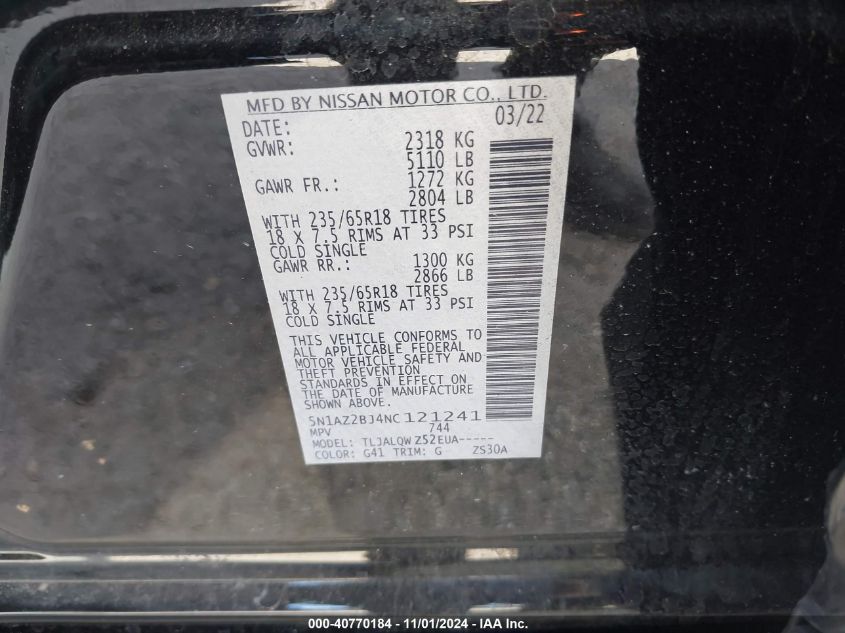 MFD BY NISSAN MOTOR CO., LTD.
DATE: 03/22
GVWR: 2318 KG
5110 LB
GAWR FR.: 1272 KG
2804 LB
WITH 235/65R18 TIRES
18 X 7.5 RIMS AT 33 PSI
COLD SINGLE
GAWR RR.: 1300 KG
2866 LB
WITH 235/65R18 TIRES
18 X 7.5 RIMS AT 33 PSI
COLD SINGLE
THIS VEHICLE CONFORMS TO
ALL APPLICABLE FEDERAL
MOTOR VEHICLE SAFETY AND
THEFT PREVENTION
STANDARDS IN EFFECT ON
THE DATE OF MANUFACTURE
SHOWN ABOVE.
5N1AZ2BJ4NC121241
MPV 744
MODEL: TLJALQWZ52EUA-----
COLOR: G41 TRIM: G ZS30A
000-40770184 - 11/01/2024 - IAA Inc.